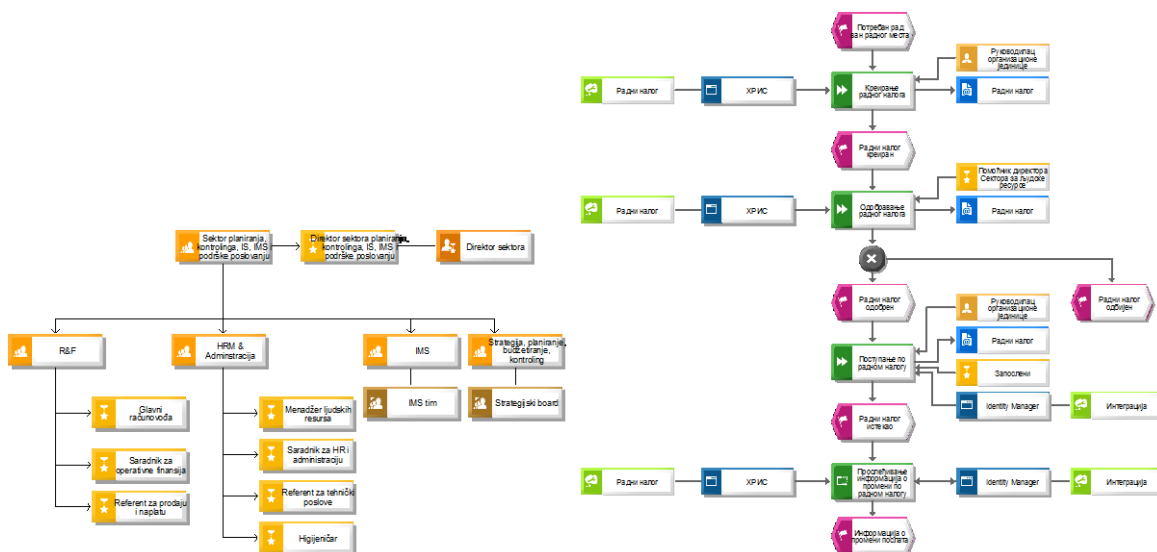 Sektor planiranja,
kontrolinga, IS, IMS i
podrške poslovanju
Direktor sektora planiranja,
kontrolinga, IS, IMS i
podrške poslovanju
Direktor sektora
R&F
HRM &
Adminstracija
IMS
Strategija, planiranje,
budžetiranje,
kontroling
IMS tim
Strategijski board
Glavni
računovođa
Saradnik za
operativne finansija
Referent za prodaju
i naplatu
Menadžer ljudskih
resursa
Saradnik za HR i
administraciju
Referent za tehnički
poslove
Higijeničar
Потребан рад
ван радног места
Руководилац
организационе
јединице
Радни налог
ХРИС
Креирање
радног налога
Радни налог
Радни налог
креиран
Помоћник директора
Сектора за људске
ресурсе
Радни налог
ХРИС
Одобравање
радног налога
Радни налог
Радни налог
одобрен
Руководилац
организационе
јединице
Радни налог
одбијен
Радни налог
Поступање по
радном налогу
Запослени
Identity Manager
Интеграција
Радни налог
истекао
Радни налог
ХРИС
Прослеђивање
информација о
промени по
радном налогу
Identity Manager
Интеграција
Информација о
промени послата